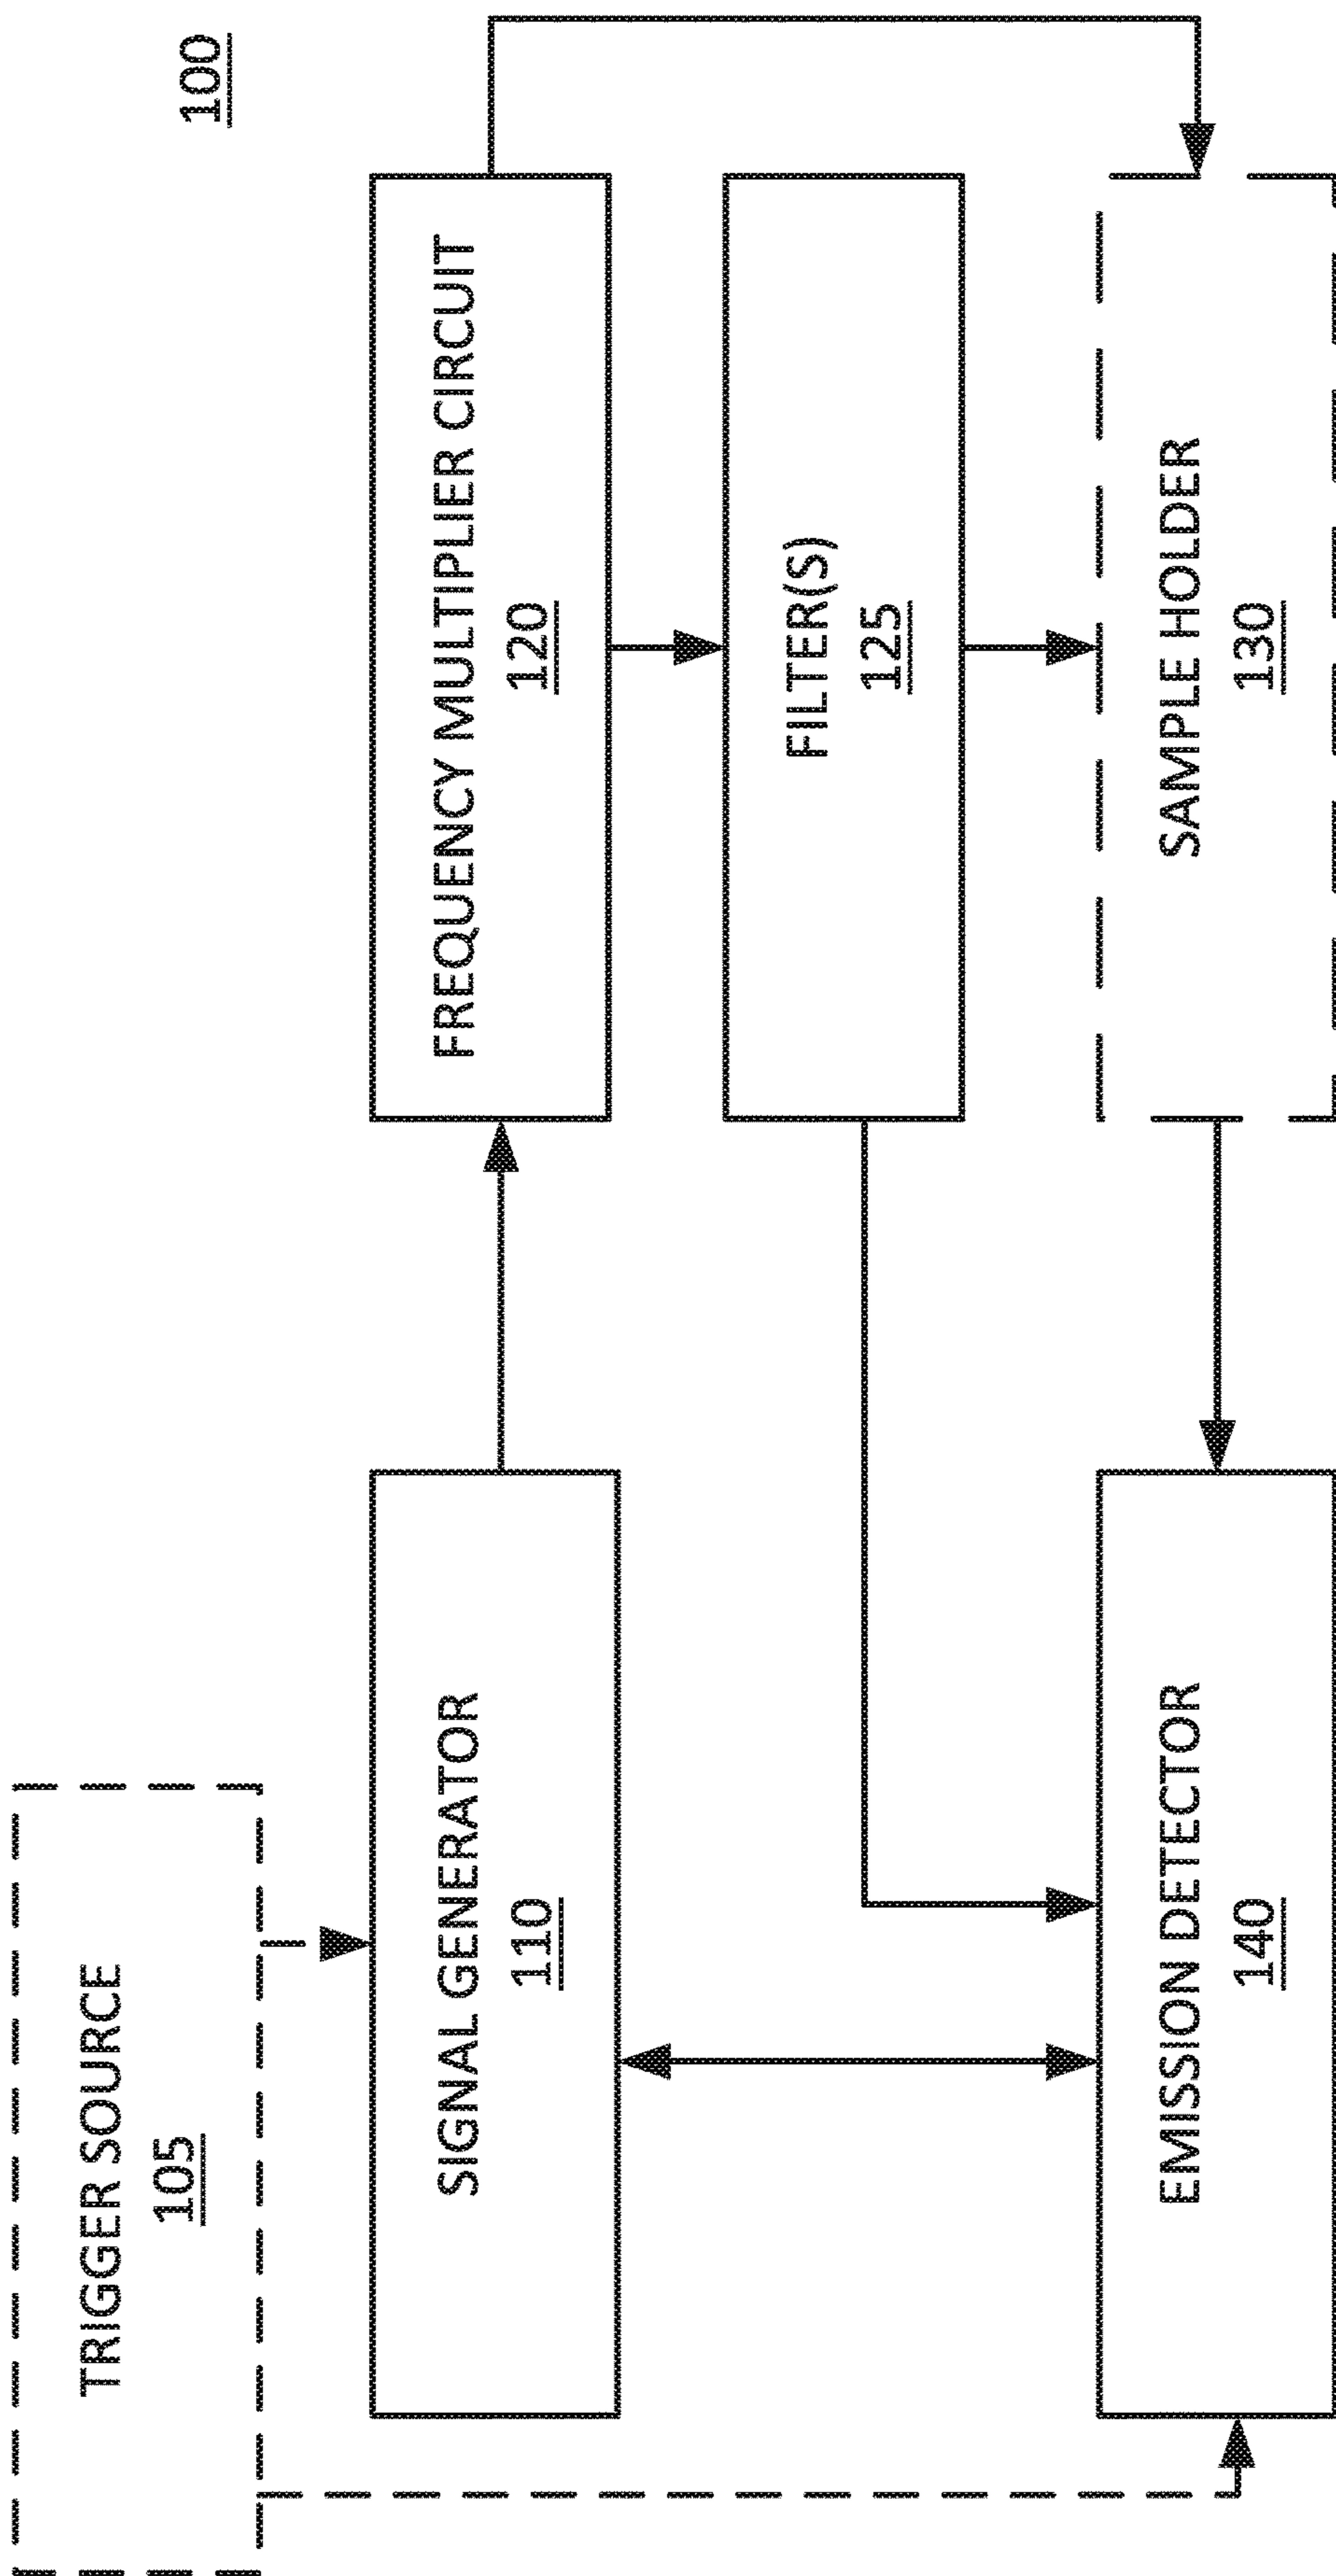 100
TRIGGER SOURCE
105
SIGNAL GENERATOR
110
FREQUENCY MULTIPLIER CIRCUIT
120
FILTER(S)
125
EMISSION DETECTOR
140
SAMPLE HOLDER
130